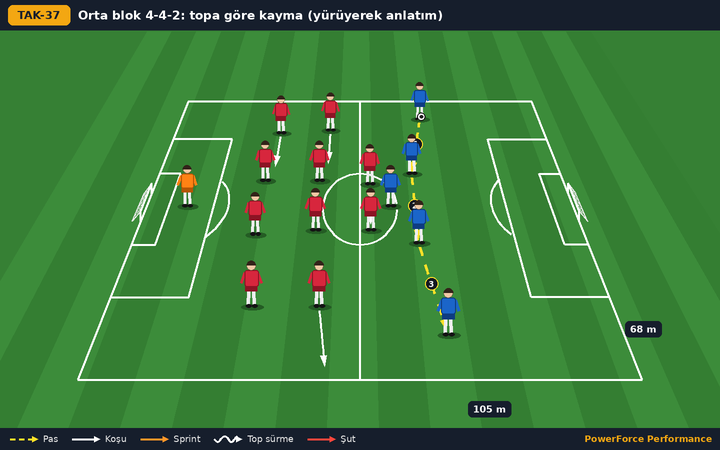 TAK-37 Orta blok 4-4-2: topa göre kayma (yürüyerek anlatım)
3
68 m
105 m
Pas Koşu Sprint Top sürme Şut PowerForce Performance